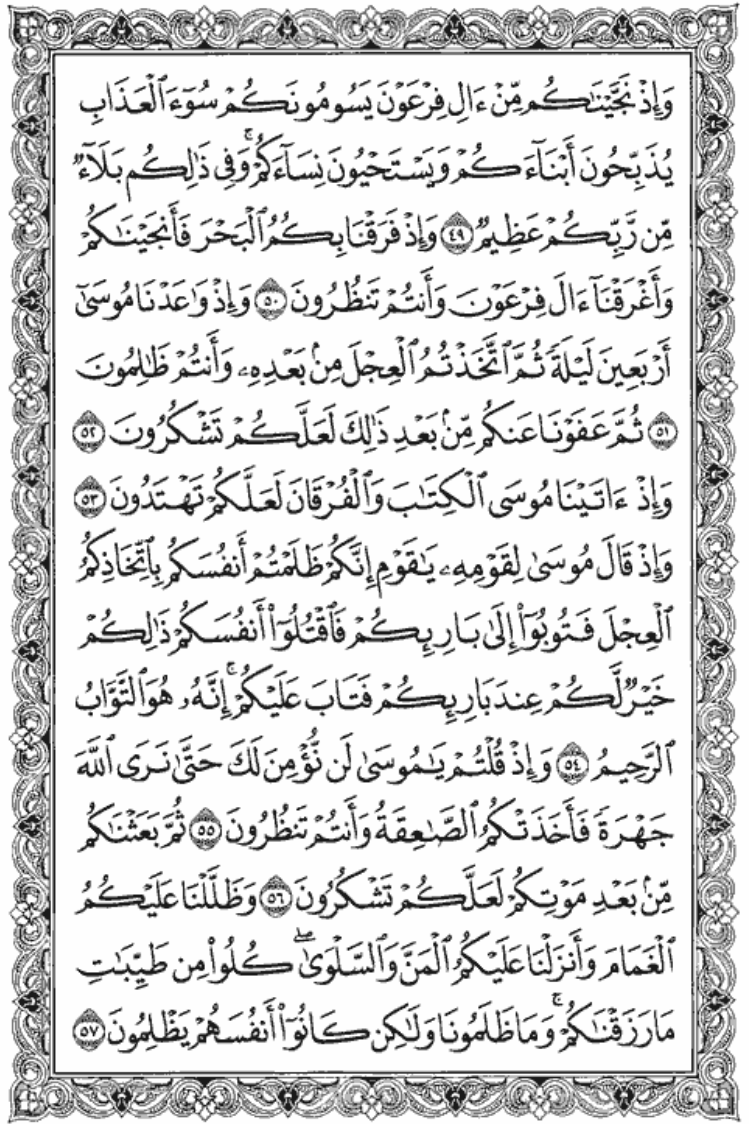 وَإِذْ نَجَّيْنَـٰكُم مِّنْ ءَالِ فِرْعَوْنَ يَسُومُونَكُمْ سُوٓءَ ٱلْعَذَابِ
يُذَبِّحُونَ أَبْنَآءَكُمْ وَيَسْتَحْيُونَ نِسَآءَكُمْ ۚ وَفِى ذَٰلِكُم بَلَآءٌ
مِّن رَّبِّكُمْ عَظِيمٌ ٤٩ وَإِذْ فَرَقْنَا بِكُمُ ٱلْبَحْرَ فَأَنجَيْنَـٰكُمْ
وَأَغْرَقْنَآ ءَالَ فِرْعَوْنَ وَأَنتُمْ تَنظُرُونَ ٥٠ وَإِذْ وَٰعَدْنَا مُوسَىٰٓ
أَرْبَعِينَ لَيْلَةً ثُمَّ ٱتَّخَذْتُمُ ٱلْعِجْلَ مِنۢ بَعْدِهِۦ وَأَنتُمْ ظَـٰلِمُونَ
٥١ ثُمَّ عَفَوْنَا عَنكُم مِّنۢ بَعْدِ ذَٰلِكَ لَعَلَّكُمْ تَشْكُرُونَ ٥٢
وَإِذْ ءَاتَيْنَا مُوسَى ٱلْكِتَـٰبَ وَٱلْفُرْقَانَ لَعَلَّكُمْ تَهْتَدُونَ ٥٣
وَإِذْ قَالَ مُوسَىٰ لِقَوْمِهِۦ يَـٰقَوْمِ إِنَّكُمْ ظَلَمْتُمْ أَنفُسَكُم بِٱتِّخَاذِكُمُ
ٱلْعِجْلَ فَتُوبُوٓا۟ إِلَىٰ بَارِئِكُمْ فَٱقْتُلُوٓا۟ أَنفُسَكُمْ ذَٰلِكُمْ
خَيْرٌ لَّكُمْ عِندَ بَارِئِكُمْ فَتَابَ عَلَيْكُمْ ۚ إِنَّهُۥ هُوَ ٱلتَّوَّابُ
ٱلرَّحِيمُ ٥٤ وَإِذْ قُلْتُمْ يَـٰمُوسَىٰ لَن نُّؤْمِنَ لَكَ حَتَّىٰ نَرَى ٱللَّهَ
جَهْرَةً فَأَخَذَتْكُمُ ٱلصَّـٰعِقَةُ وَأَنتُمْ تَنظُرُونَ ٥٥ ثُمَّ بَعَثْنَـٰكُم
مِّنۢ بَعْدِ مَوْتِكُمْ لَعَلَّكُمْ تَشْكُرُونَ ٥٦ وَظَلَّلْنَا عَلَيْكُمُ
ٱلْغَمَامَ وَأَنزَلْنَا عَلَيْكُمُ ٱلْمَنَّ وَٱلسَّلْوَىٰ ۖ كُلُوا۟ مِن طَيِّبَـٰتِ
مَا رَزَقْنَـٰكُمْ ۚ وَمَا ظَلَمُونَا وَلَـٰكِن كَانُوٓا۟ أَنفُسَهُمْ يَظْلِمُونَ ٥٧